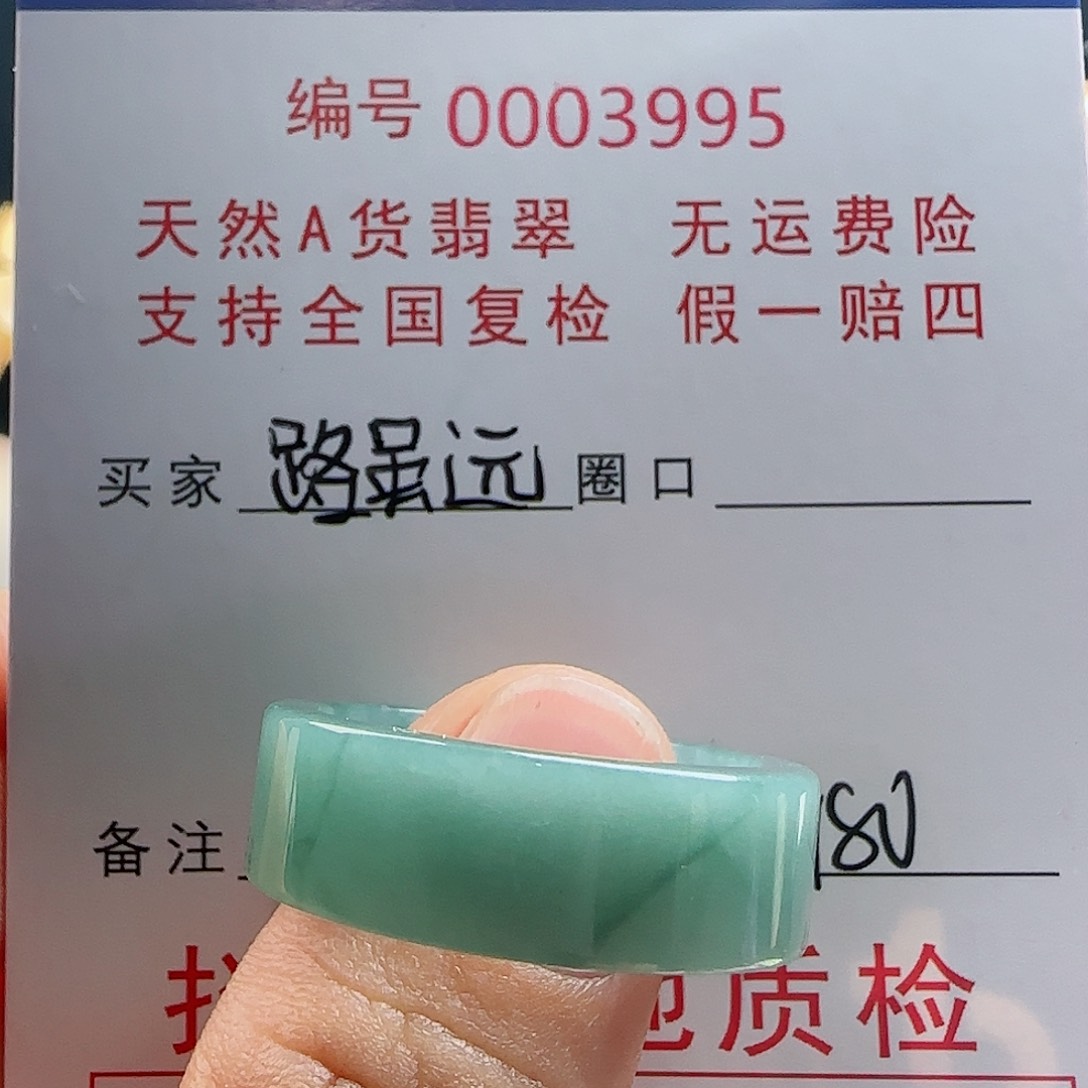 编号 0003995
天然A货翡翠 无运费险
支持全国复检 假一赔四
买家 路虽远 圈口
备注 180
质检